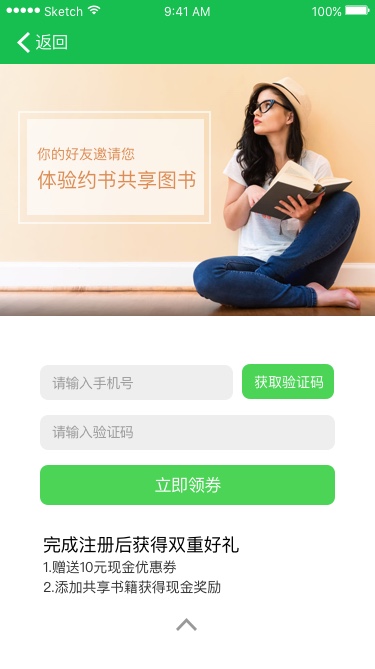 Sketch
9:41 AM
100%
返回
你的好友邀请您
体验约书共享图书
请输入手机号
获取验证码
请输入验证码
立即领券
完成注册后获得双重好礼
1.赠送10元现金优惠券
2.添加共享书籍获得现金奖励